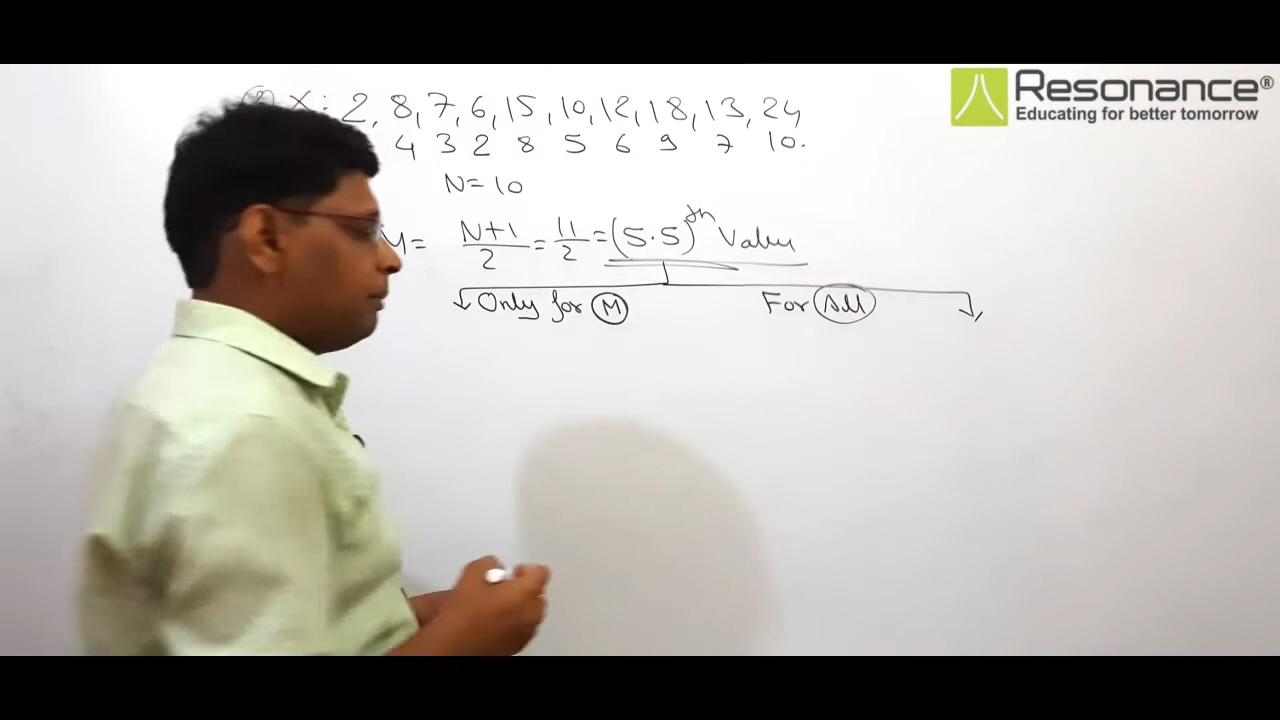 Resonance®
Educating for better tomorrow
X: 2, 8, 7, 6, 15, 10, 12, 18, 13, 24
4 3 2 8 5 6 9 7 10.
N= 10
M= N+1/2 = 11/2 = (5.5)th Value
Only for M For All